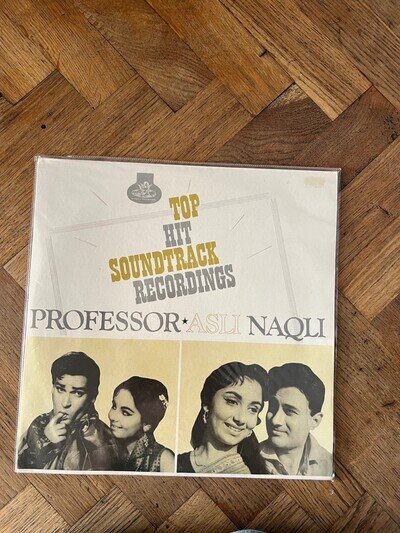 TOP
HIT
SOUNDTRACK
RECORDINGS
PROFESSOR★ASLI NAQLI